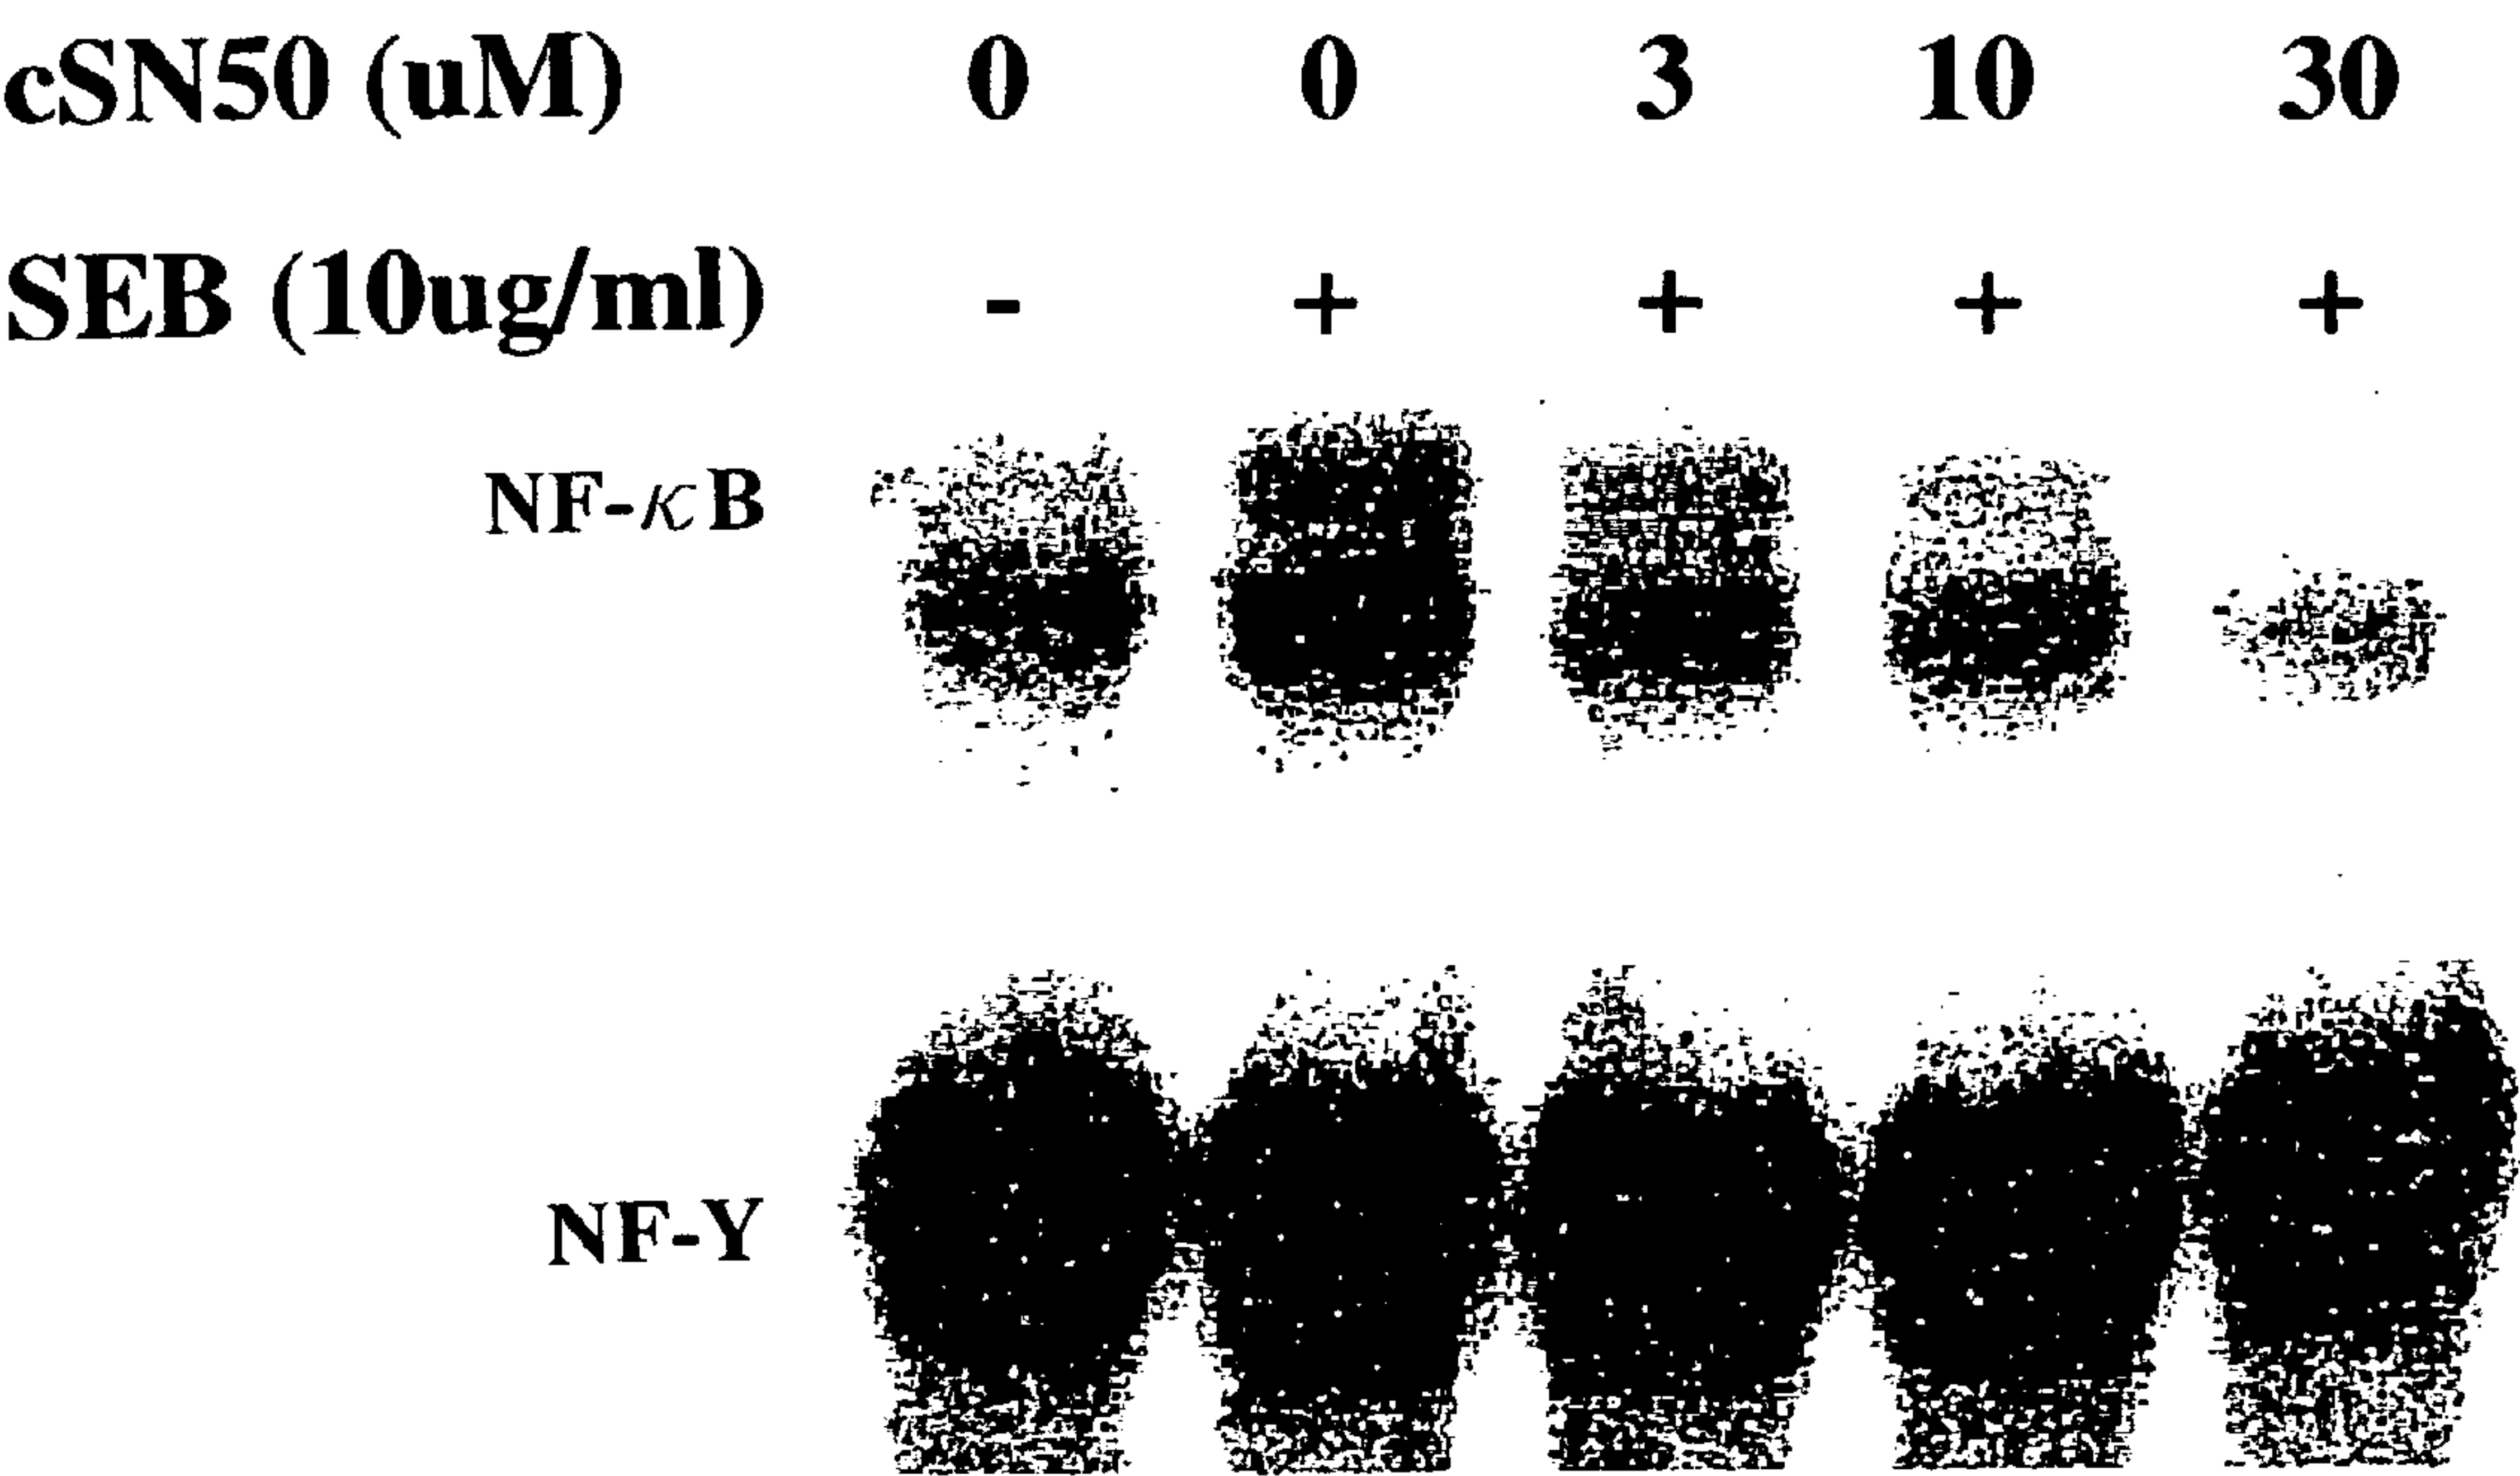 cSN50 (uM) 0 0 3 10 30
SEB (10ug/ml) - + + + +
NF-κB
NF-Y